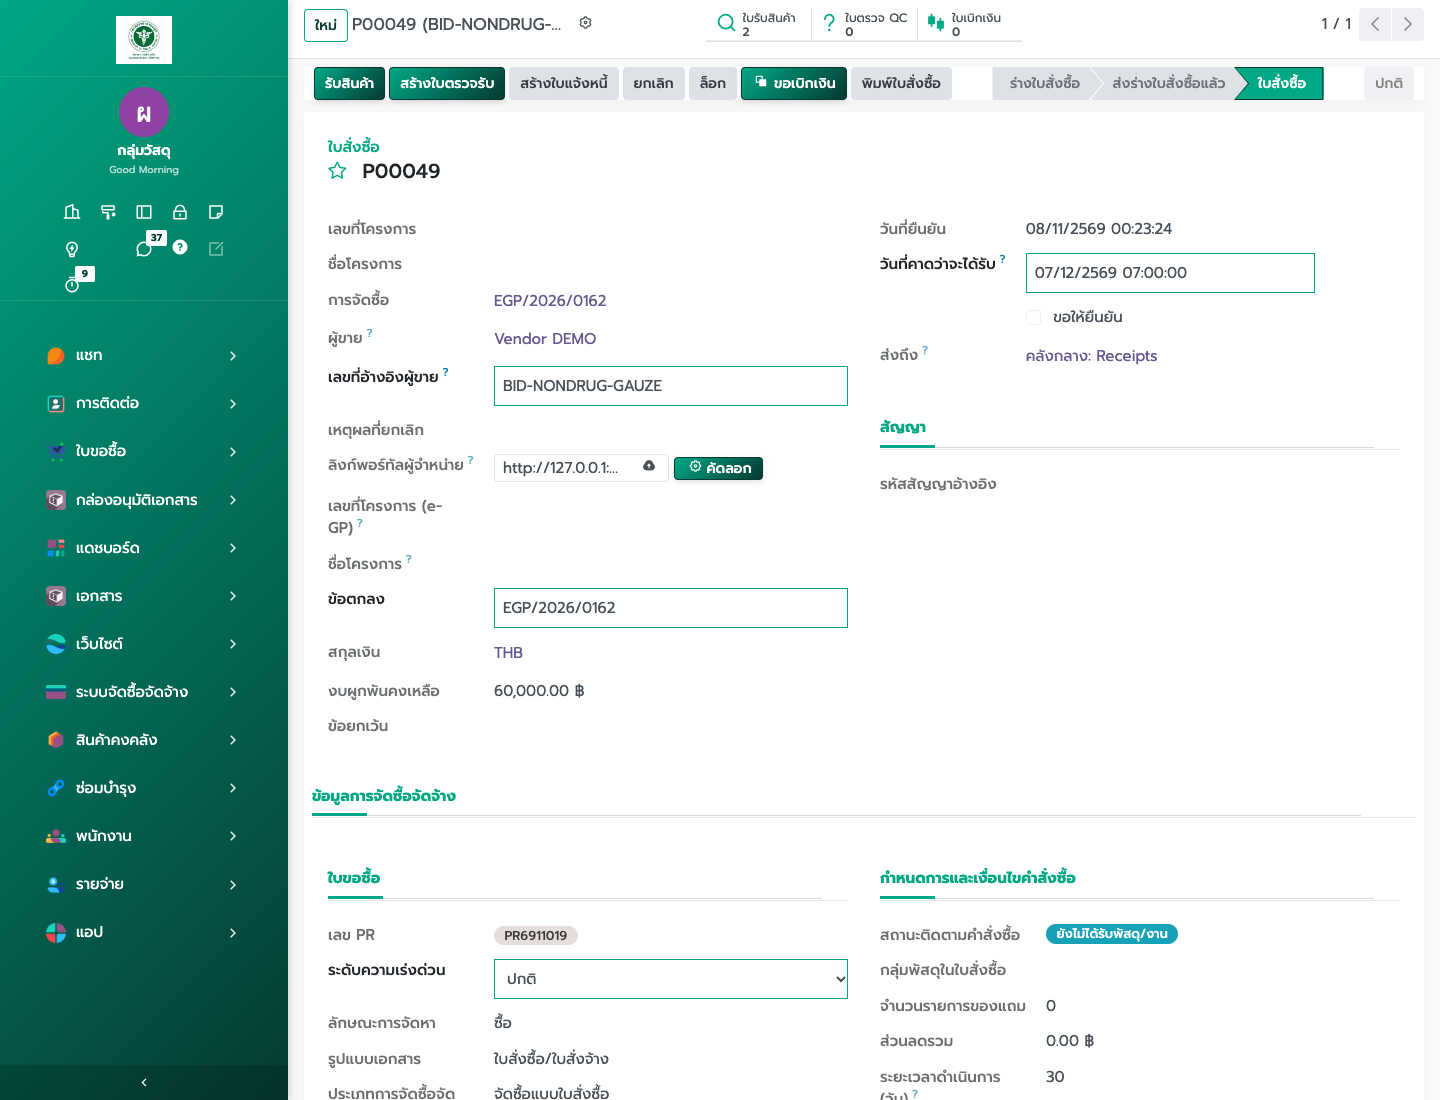 ผ
กลุ่มวัสดุ
Good Morning
37
?
9
แชท
การติดต่อ
ใบขอซื้อ
กล่องอนุมัติเอกสาร
แดชบอร์ด
เอกสาร
เว็บไซต์
ระบบจัดซื้อจัดจ้าง
สินค้าคงคลัง
ซ่อมบำรุง
พนักงาน
รายจ่าย
แอป
ใหม่ P00049 (BID-NONDRUG-...
ใบรับสินค้า 2
ใบตรวจ QC 0
ใบเบิกเงิน 0
1 / 1
รับสินค้า สร้างใบตรวจรับ สร้างใบแจ้งหนี้ ยกเลิก ล็อก ขอเบิกเงิน พิมพ์ใบสั่งซื้อ ร่างใบสั่งซื้อ ส่งร่างใบสั่งซื้อแล้ว ใบสั่งซื้อ ปกติ
ใบสั่งซื้อ
P00049
เลขที่โครงการ
ชื่อโครงการ
การจัดซื้อ EGP/2026/0162
ผู้ขาย ? Vendor DEMO
เลขที่อ้างอิงผู้ขาย ? BID-NONDRUG-GAUZE
เหตุผลที่ยกเลิก
ลิงก์พอร์ทัลผู้จำหน่าย ? http://127.0.0.1:... คัดลอก
เลขที่โครงการ (e-
GP) ?
ชื่อโครงการ ?
ข้อตกลง EGP/2026/0162
สกุลเงิน THB
งบผูกพันคงเหลือ 60,000.00 ฿
ข้อยกเว้น
วันที่ยืนยัน 08/11/2569 00:23:24
วันที่คาดว่าจะได้รับ ? 07/12/2569 07:00:00
ขอให้ยืนยัน
ส่งถึง ? คลังกลาง: Receipts
สัญญา
รหัสสัญญาอ้างอิง
ข้อมูลการจัดซื้อจัดจ้าง
ใบขอซื้อ
เลข PR PR6911019
ระดับความเร่งด่วน ปกติ
ลักษณะการจัดหา ซื้อ
รูปแบบเอกสาร ใบสั่งซื้อ/ใบสั่งจ้าง
ประเภทการจัดซื้อจัด จัดซื้อแบบใบสั่งซื้อ
กำหนดการและเงื่อนไขคำสั่งซื้อ
สถานะติดตามคำสั่งซื้อ ยังไม่ได้รับพัสดุ/งาน
กลุ่มพัสดุในใบสั่งซื้อ
จำนวนรายการของแถม 0
ส่วนลดรวม 0.00 ฿
ระยะเวลาดำเนินการ 30
(วัน) ?